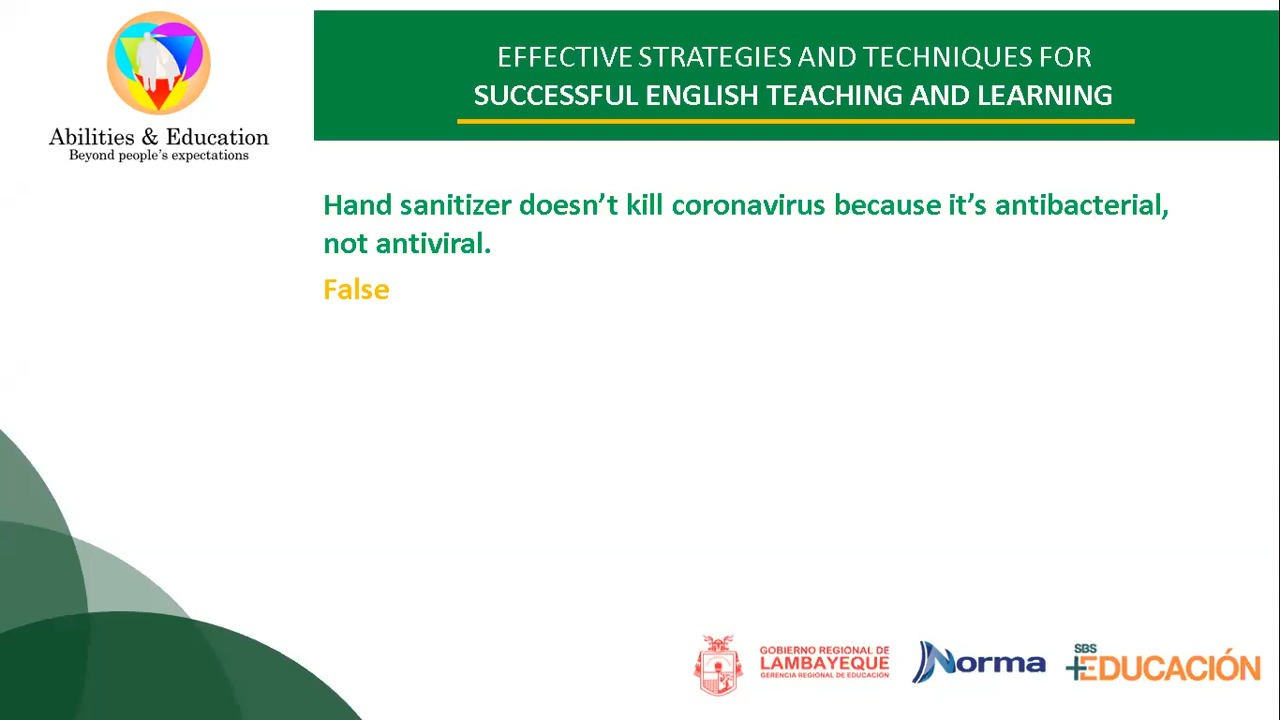 Abilities & Education
Beyond people's expectations
EFFECTIVE STRATEGIES AND TECHNIQUES FOR
SUCCESSFUL ENGLISH TEACHING AND LEARNING
Hand sanitizer doesn't kill coronavirus because it's antibacterial,
not antiviral.
False
GOBIERNO REGIONAL DE
LAMBAYEQUE
GERENCIA REGIONAL DE EDUCACIÓN
Norma
SBS
+EDUCACIÓN